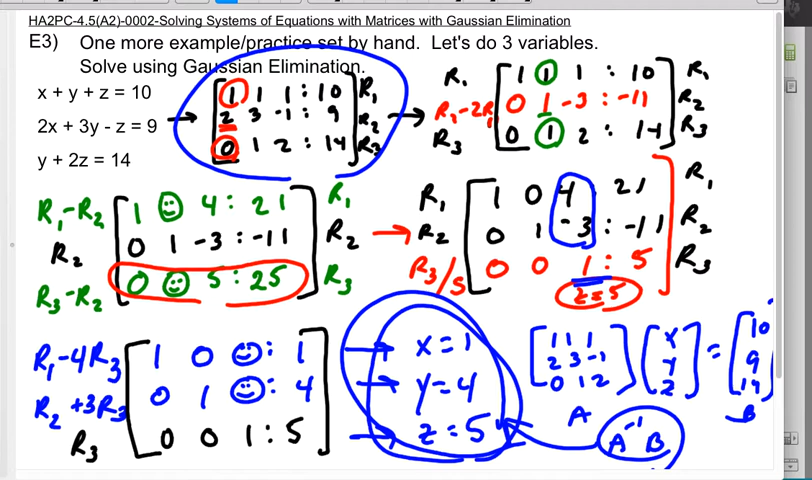 HA2PC-4.5(A2)-0002-Solving Systems of Equations with Matrices with Gaussian Elimination
E3) One more example/practice set by hand. Let's do 3 variables.
Solve using Gaussian Elimination.
x + y + z = 10
2x + 3y - z = 9
y + 2z = 14
1 1 1 : 10 R1
2 3 -1 : 9 R2
0 1 2 : 14 R3
R1 1 1 1 : 10 R1
0 1 -3 : -11 R2
R3 0 1 2 : 14 R3
R1-R2 1 4 : 21 R1
R2 0 1 -3 : -11 R2
R3-R2 0 5 : 25 R3
R1 1 0 4 21 R1
R2 0 1 -3 : -11 R2
R3/5 0 0 1 : 5 R3
z=5
R1-4R3 1 0 : 1
R2+3R3 0 1 : 4
R3 0 0 1 : 5
x = 1
y = 4
z = 5
1 1 1 x = 10
2 3 -1 y 9
0 1 2 z 14
A B
A⁻¹ B